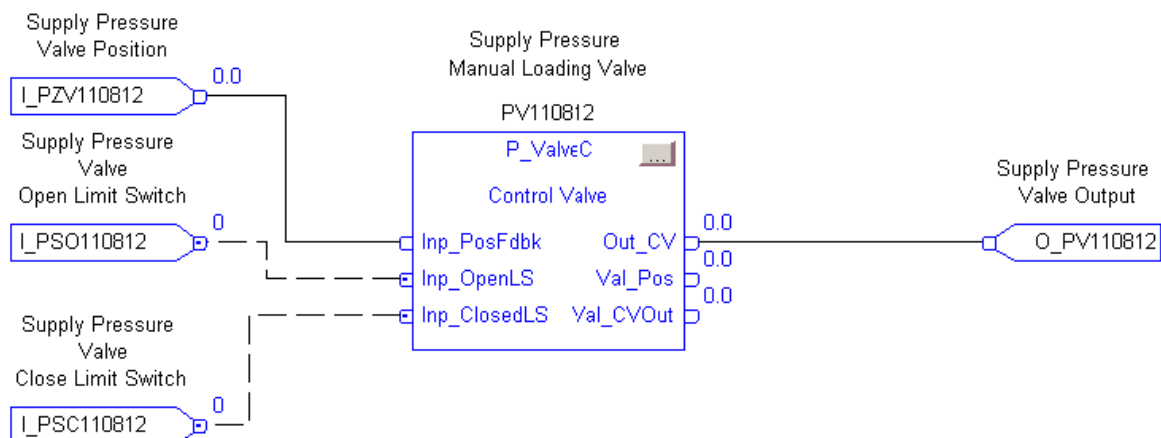 Supply Pressure
Valve Position
0.0
I_PZV110812
Supply Pressure
Valve
Open Limit Switch
0
I_PSO110812
Supply Pressure
Valve
Close Limit Switch
0
I_PSC110812
Supply Pressure
Manual Loading Valve
PV110812
P_ValveC
...
Control Valve
Inp_PosFdbk
Out_CV
0.0
Inp_OpenLS
Val_Pos
0.0
Inp_ClosedLS
Val_CVOut
0.0
Supply Pressure
Valve Output
O_PV110812